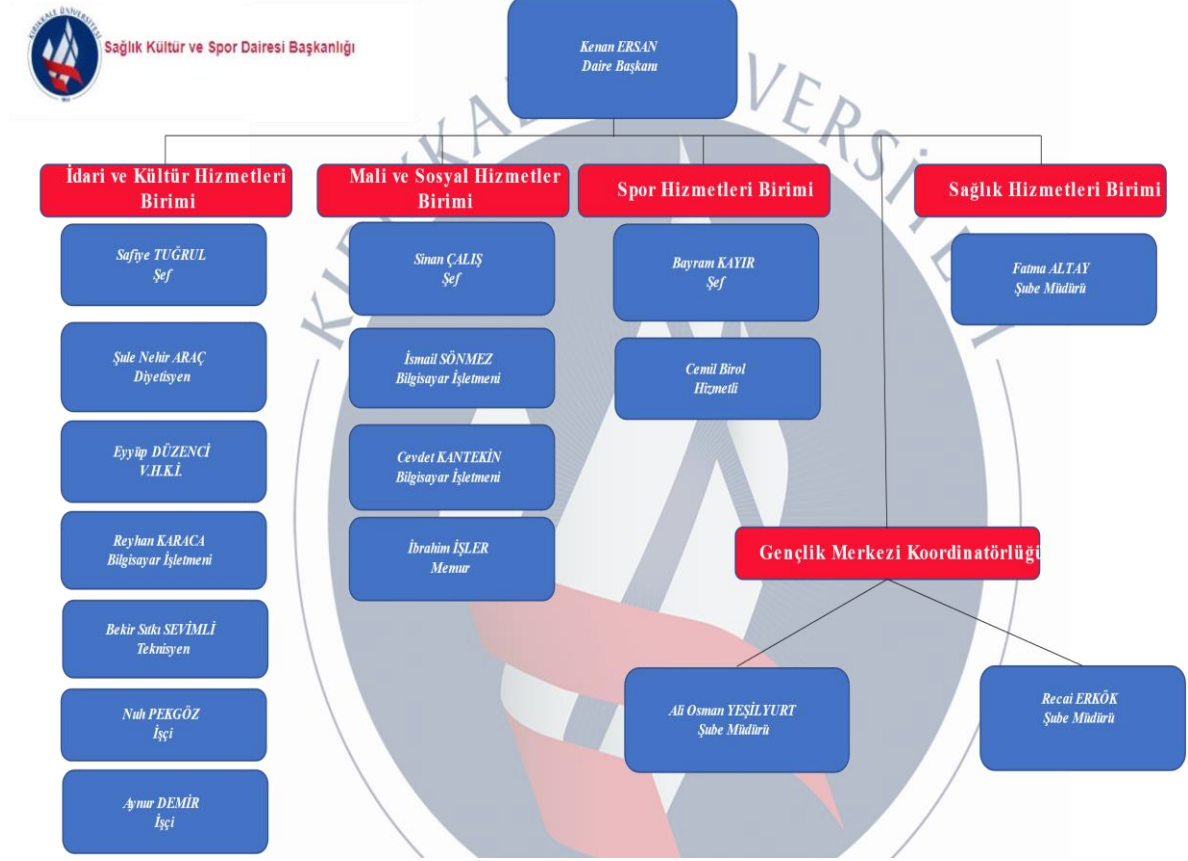 KIRIKKALE ÜNİVERSİTESİ
Sağlık Kültür ve Spor Dairesi Başkanlığı
Kenan ERSAN
Daire Başkanı
İdari ve Kültür Hizmetleri
Birimi
Safiye TUĞRUL
Şef
Şule Nehir ARAÇ
Diyetisyen
Eyyüp DÜZENCİ
V.H.K.İ.
Reyhan KARACA
Bilgisayar İşletmeni
Bekir Sıtkı SEVİMLİ
Teknisyen
Nuh PEKGÖZ
İşçi
Aynur DEMİR
İşçi
Mali ve Sosyal Hizmetler
Birimi
Sinan ÇALIŞ
Şef
İsmail SÖNMEZ
Bilgisayar İşletmeni
Cevdet KANTEKİN
Bilgisayar İşletmeni
İbrahim İŞLER
Memur
Spor Hizmetleri Birimi
Bayram KAYIR
Şef
Cemil Birol
Hizmetli
Sağlık Hizmetleri Birimi
Fatma ALTAY
Şube Müdürü
Gençlik Merkezi Koordinatörlüğü
Ali Osman YEŞİLYURT
Şube Müdürü
Recai ERKÖK
Şube Müdürü